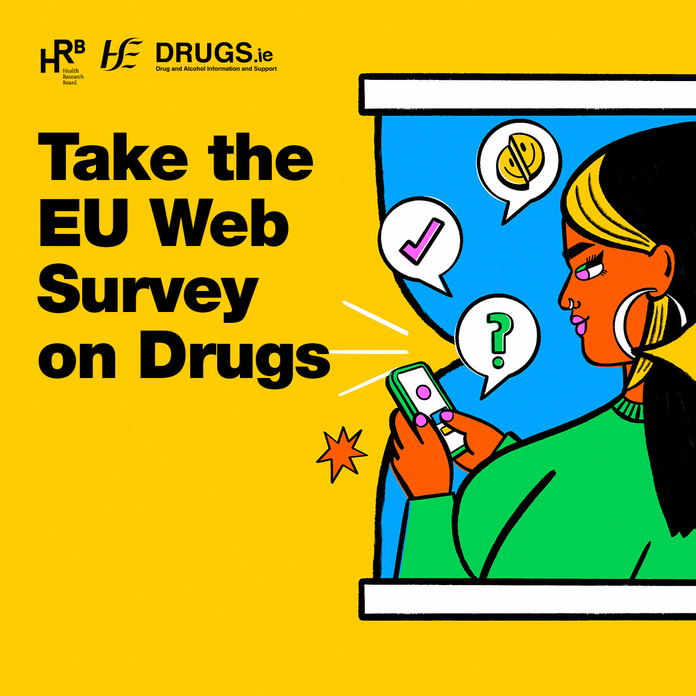 HRB
Health
Research
Board
HSE
DRUGS.ie
Drug and Alcohol Information and Support
Take the
EU Web
Survey
on Drugs
?